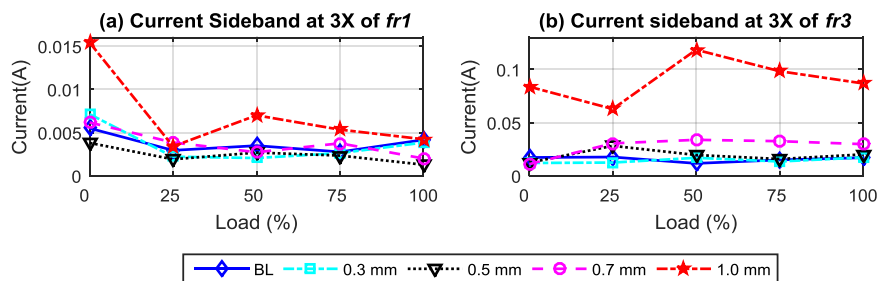 (a) Current Sideband at 3X of fr1
Current(A)
0.015
0.01
0.005
0
0 25 50 75 100
Load (%)
(b) Current sideband at 3X of fr3
Current(A)
0.1
0.05
0
0 25 50 75 100
Load (%)
BL 0.3 mm 0.5 mm 0.7 mm 1.0 mm